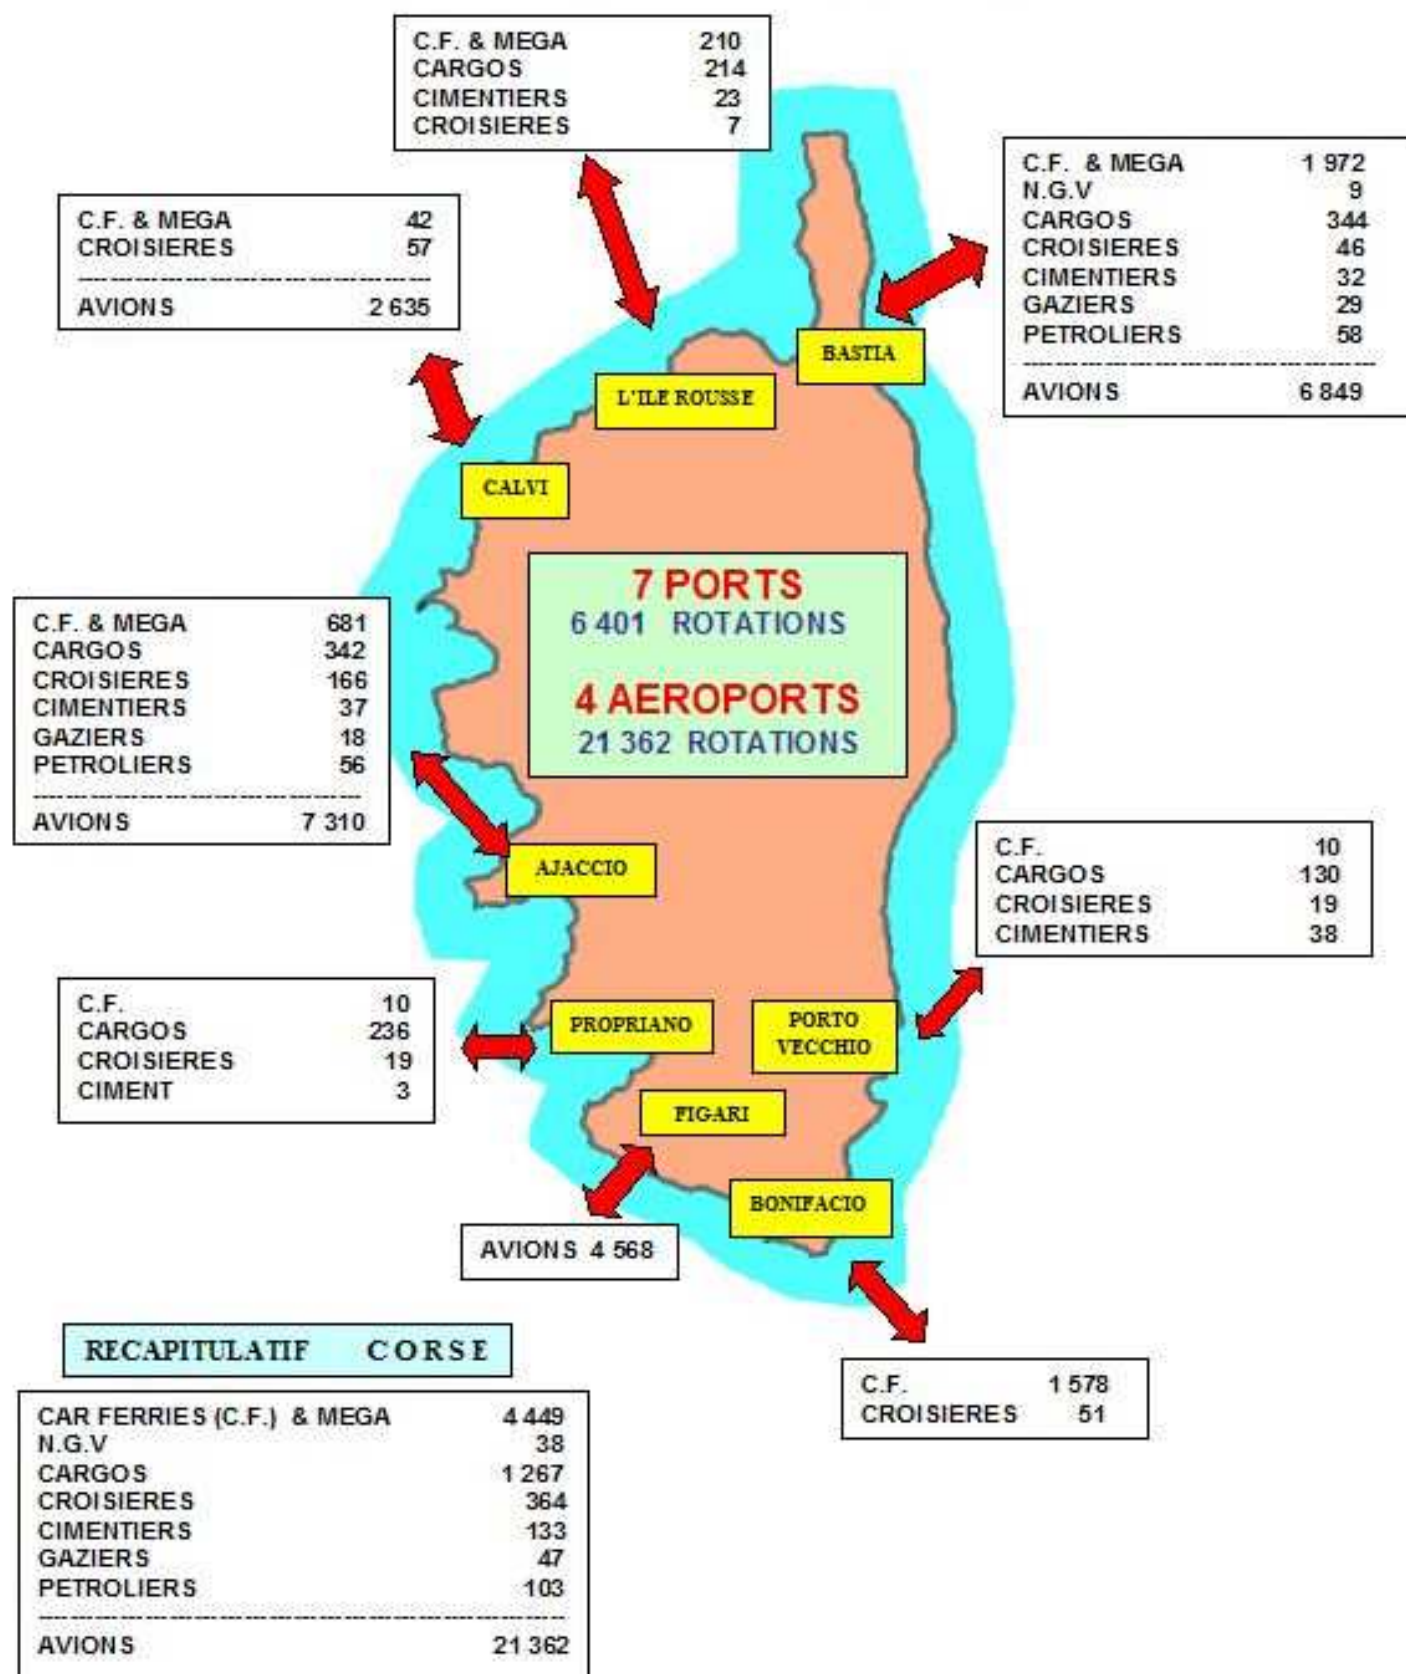 C.F. & MEGA 210
CARGOS 214
CIMENTIERS 23
CROISIERES 7
C.F. & MEGA 1 972
N.G.V 9
CARGOS 344
CROISIERES 46
CIMENTIERS 32
GAZIERS 29
PETROLIERS 58
AVIONS 6 849
C.F. & MEGA 42
CROISIERES 57
AVIONS 2 635
BASTIA
L'ILE ROUSSE
CALVI
7 PORTS
6 401 ROTATIONS
4 AEROPORTS
21 362 ROTATIONS
C.F. & MEGA 681
CARGOS 342
CROISIERES 166
CIMENTIERS 37
GAZIERS 18
PETROLIERS 56
AVIONS 7 310
AJACCIO
C.F. 10
CARGOS 130
CROISIERES 19
CIMENTIERS 38
C.F. 10
CARGOS 236
CROISIERES 19
CIMENT 3
PROPRIANO
PORTO
VECCHIO
FIGARI
BONIFACIO
AVIONS 4 568
C.F. 1 578
CROISIERES 51
RECAPITULATIF CORSE
CAR FERRIES (C.F.) & MEGA 4 449
N.G.V 38
CARGOS 1 267
CROISIERES 364
CIMENTIERS 133
GAZIERS 47
PETROLIERS 103
AVIONS 21 362